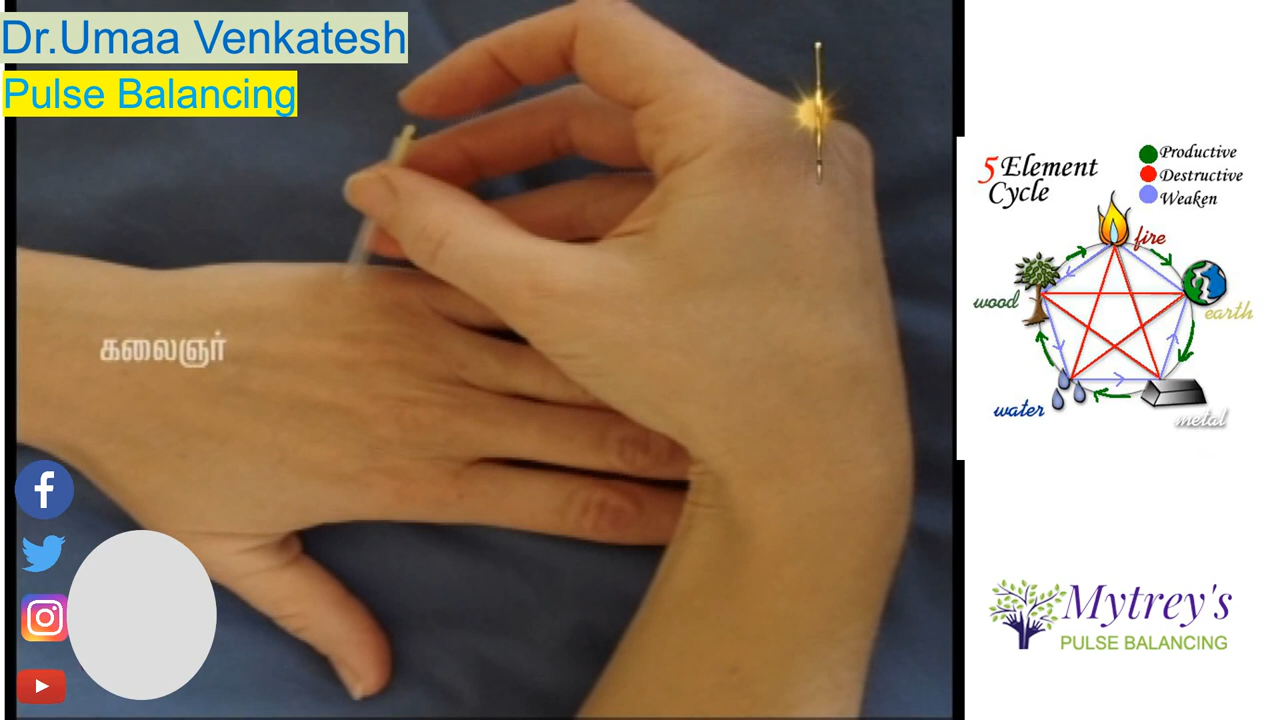 Dr.Umaa Venkatesh
Pulse Balancing
கலைஞர்
5 Element
Cycle
Productive
Destructive
Weaken
fire
wood
earth
water
metal
Mytrey's
PULSE BALANCING